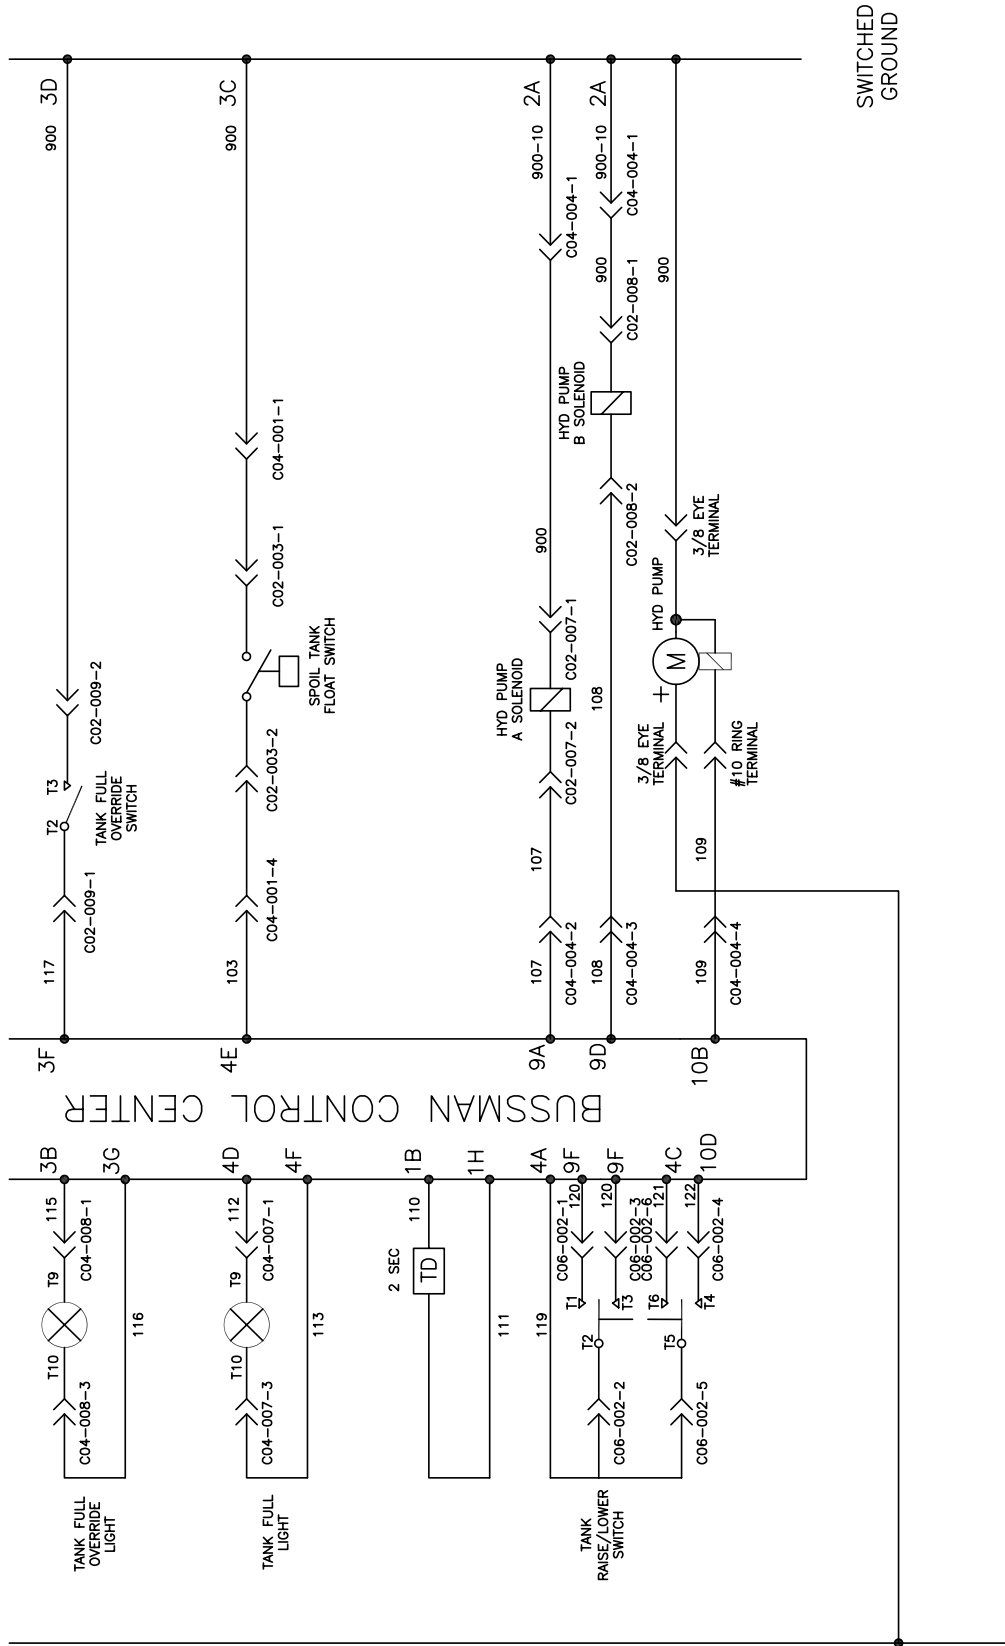 SWITCHED
GROUND
3D
900
C02-009-2
T3
T2
TANK FULL
OVERRIDE
SWITCH
C02-009-1
117
3F
3C
900
C04-001-1
C02-003-1
SPOIL TANK
FLOAT SWITCH
C02-003-2
C04-001-4
103
4E
2A
900-10
C04-004-1
900
C02-007-1
HYD PUMP
A SOLENOID
C02-007-2
107
107
C04-004-2
9A
2A
900-10
C04-004-1
900
C02-008-1
HYD PUMP
B SOLENOID
C02-008-2
108
108
C04-004-3
9D
900
3/8 EYE
TERMINAL
HYD PUMP
M
+
3/8 EYE
TERMINAL
#10 RING
TERMINAL
109
109
C04-004-4
10B
BUSSMAN CONTROL CENTER
3B
115
C04-008-1
T9
T10
C04-008-3
TANK FULL
OVERRIDE
LIGHT
3G
116
4D
112
C04-007-1
T9
T10
C04-007-3
TANK FULL
LIGHT
4F
113
1B
110
2 SEC
TD
1H
111
4A
119
9F
120
C06-002-1
T1
9F
120
C06-002-3
T3
4C
121
C06-002-6
T6
10D
122
C06-002-4
T4
T2
T5
C06-002-2
C06-002-5
TANK
RAISE/LOWER
SWITCH